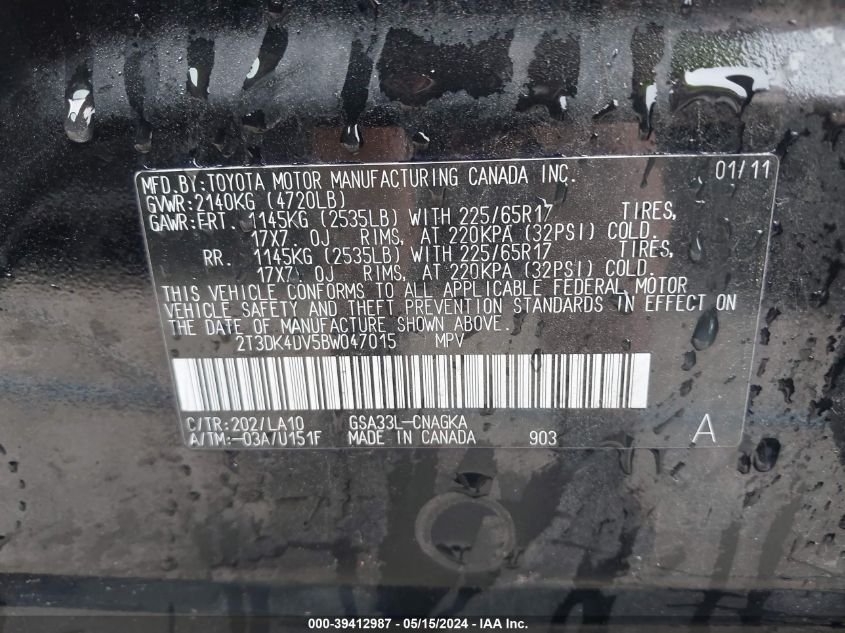 MFD.BY:TOYOTA MOTOR MANUFACTURING CANADA INC. 01/11
GVWR:2140KG (4720LB)
GAWR:FRT. 1145KG (2535LB) WITH 225/65R17 TIRES,
17X7.0J RIMS, AT 220KPA (32PSI) COLD.
RR. 1145KG (2535LB) WITH 225/65R17 TIRES,
17X7.0J RIMS, AT 220KPA (32PSI) COLD.
THIS VEHICLE CONFORMS TO ALL APPLICABLE FEDERAL MOTOR
VEHICLE SAFETY AND THEFT PREVENTION STANDARDS IN EFFECT ON
THE DATE OF MANUFACTURE SHOWN ABOVE.
2T3DK4DV5BW047015 MPV
C/TR:202/LA10 GSA33L-CNAGKA
A/TM:-03A/U151F MADE IN CANADA 903 A
000-39412987 - 05/15/2024 - IAA Inc.